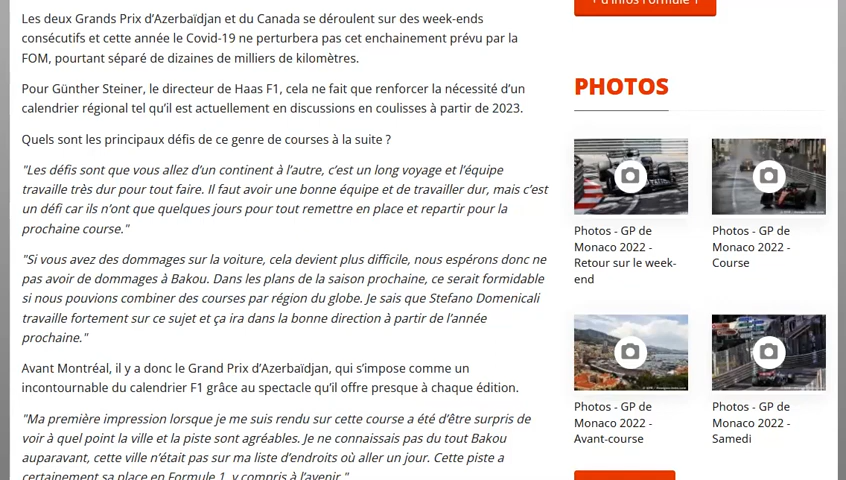 Les deux Grands Prix d’Azerbaïdjan et du Canada se déroulent sur des week-ends
consécutifs et cette année le Covid-19 ne perturbera pas cet enchainement prévu par la
FOM, pourtant séparé de dizaines de milliers de kilomètres.
Pour Günther Steiner, le directeur de Haas F1, cela ne fait que renforcer la nécessité d’un
calendrier régional tel qu’il est actuellement en discussions en coulisses à partir de 2023.
Quels sont les principaux défis de ce genre de courses à la suite ?
"Les défis sont que vous allez d’un continent à l’autre, c’est un long voyage et l’équipe
travaille très dur pour tout faire. Il faut avoir une bonne équipe et de travailler dur, mais c’est
un défi car ils n’ont que quelques jours pour tout remettre en place et repartir pour la
prochaine course."
"Si vous avez des dommages sur la voiture, cela devient plus difficile, nous espérons donc ne
pas avoir de dommages à Bakou. Dans les plans de la saison prochaine, ce serait formidable
si nous pouvions combiner des courses par région du globe. Je sais que Stefano Domenicali
travaille fortement sur ce sujet et ça ira dans la bonne direction à partir de l’année
prochaine."
Avant Montréal, il y a donc le Grand Prix d’Azerbaïdjan, qui s’impose comme un
incontournable du calendrier F1 grâce au spectacle qu’il offre presque à chaque édition.
"Ma première impression lorsque je me suis rendu sur cette course a été d’être surpris de
voir à quel point la ville et la piste sont agréables. Je ne connaissais pas du tout Bakou
auparavant, cette ville n’était pas sur ma liste d’endroits où aller un jour. Cette piste a
certainement sa place en Formule 1, y compris à l’avenir."
+ d'infos Formule 1
PHOTOS
Photos - GP de
Monaco 2022 -
Retour sur le week-
end
Photos - GP de
Monaco 2022 -
Course
Photos - GP de
Monaco 2022 -
Avant-course
Photos - GP de
Monaco 2022 -
Samedi